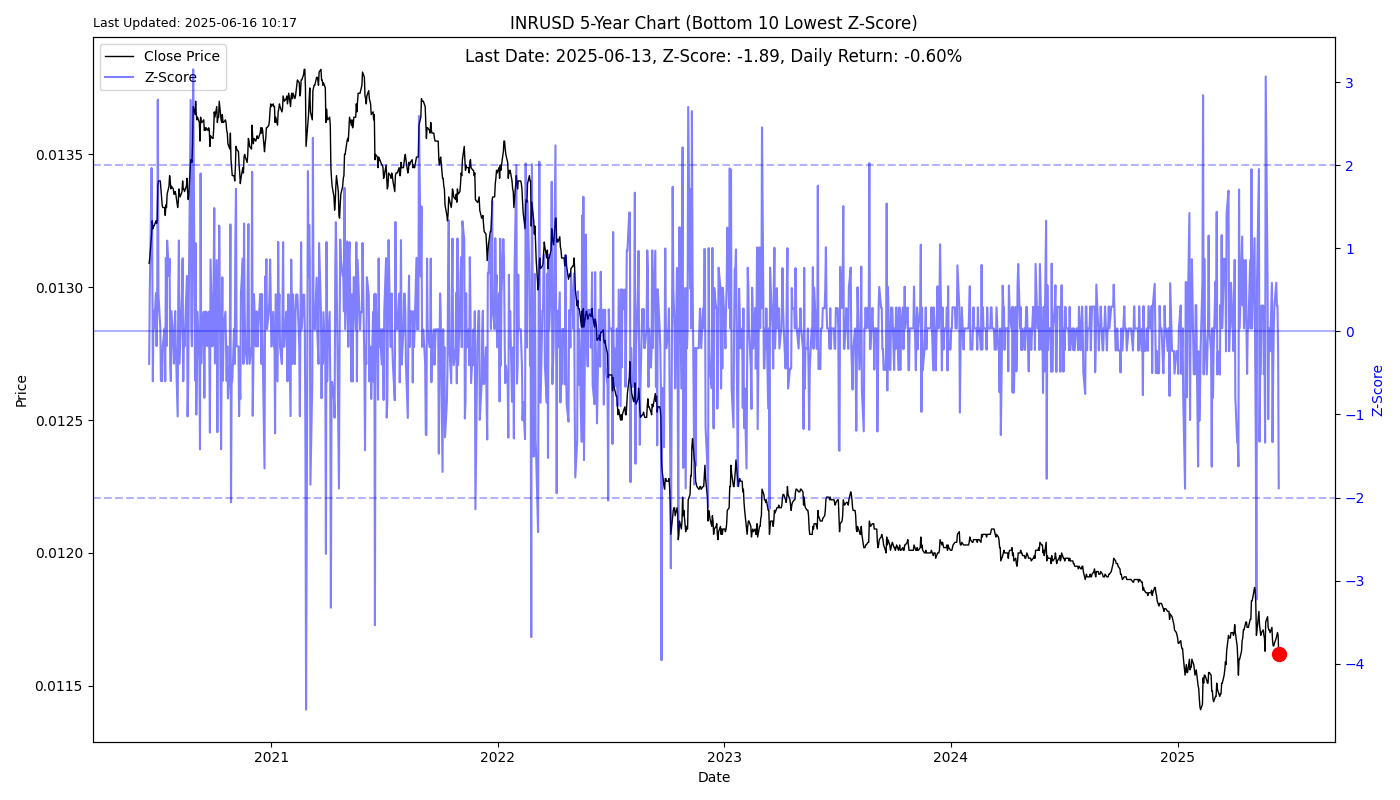 Last Updated: 2025-06-16 10:17
INRUSD 5-Year Chart (Bottom 10 Lowest Z-Score)
Last Date: 2025-06-13, Z-Score: -1.89, Daily Return: -0.60%
Close Price
Z-Score
Price
0.0135
0.0130
0.0125
0.0120
0.0115
3
2
1
0
−1
−2
−3
−4
Z-Score
2021
2022
2023
2024
2025
Date